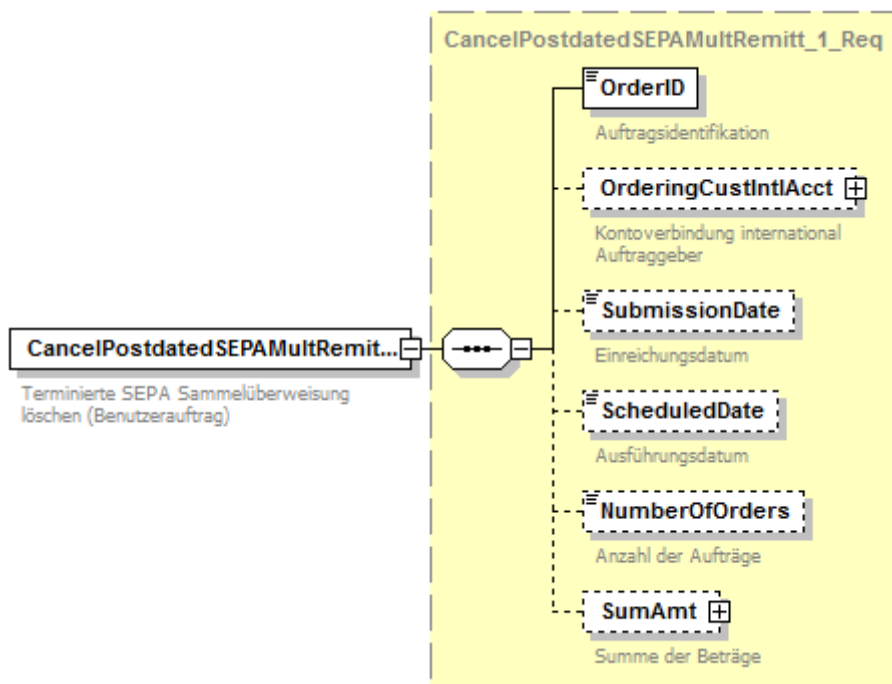 CancelPostdatedSEPAMultRemitt_1_Req
OrderID
Auftragsidentifikation
OrderingCustIntlAcct
Kontoverbindung international
Auftraggeber
SubmissionDate
Einreichungsdatum
CancelPostdatedSEPAMultRemit...
Terminierte SEPA Sammelüberweisung
löschen (Benutzerauftrag)
ScheduledDate
Ausführungsdatum
NumberOfOrders
Anzahl der Aufträge
SumAmt
Summe der Beträge